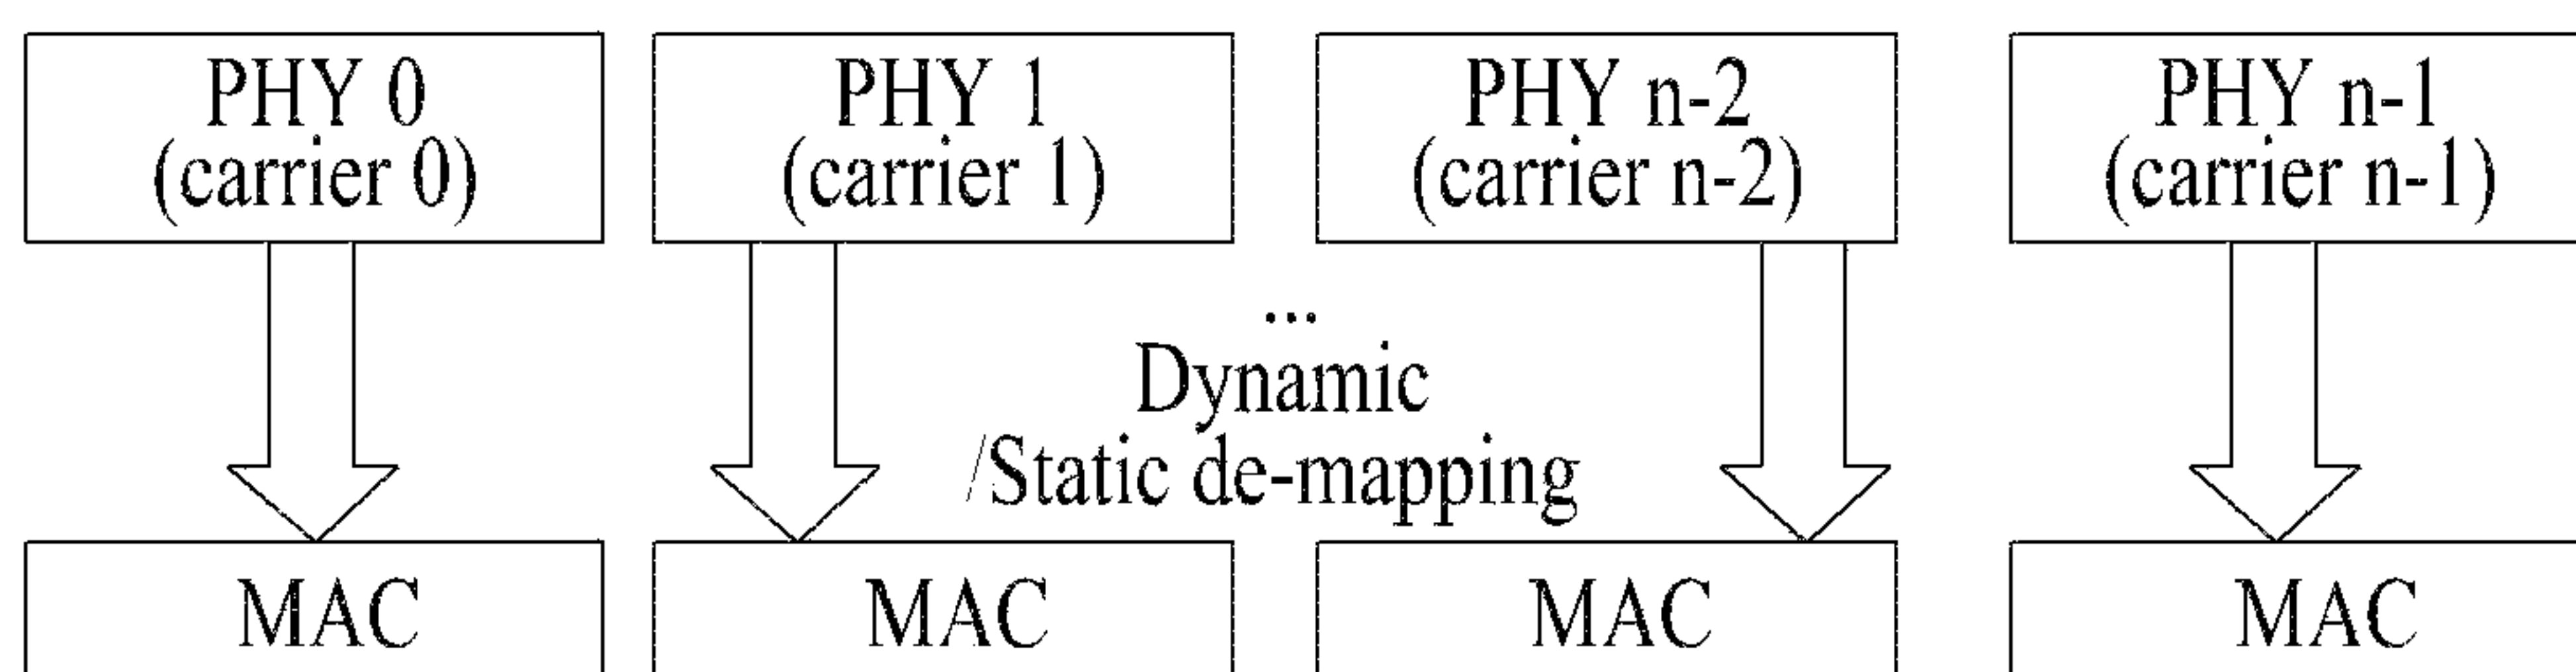 PHY 0
(carrier 0)
PHY 1
(carrier 1)
PHY n-2
(carrier n-2)
PHY n-1
(carrier n-1)
...
Dynamic
/Static de-mapping
MAC
MAC
MAC
MAC